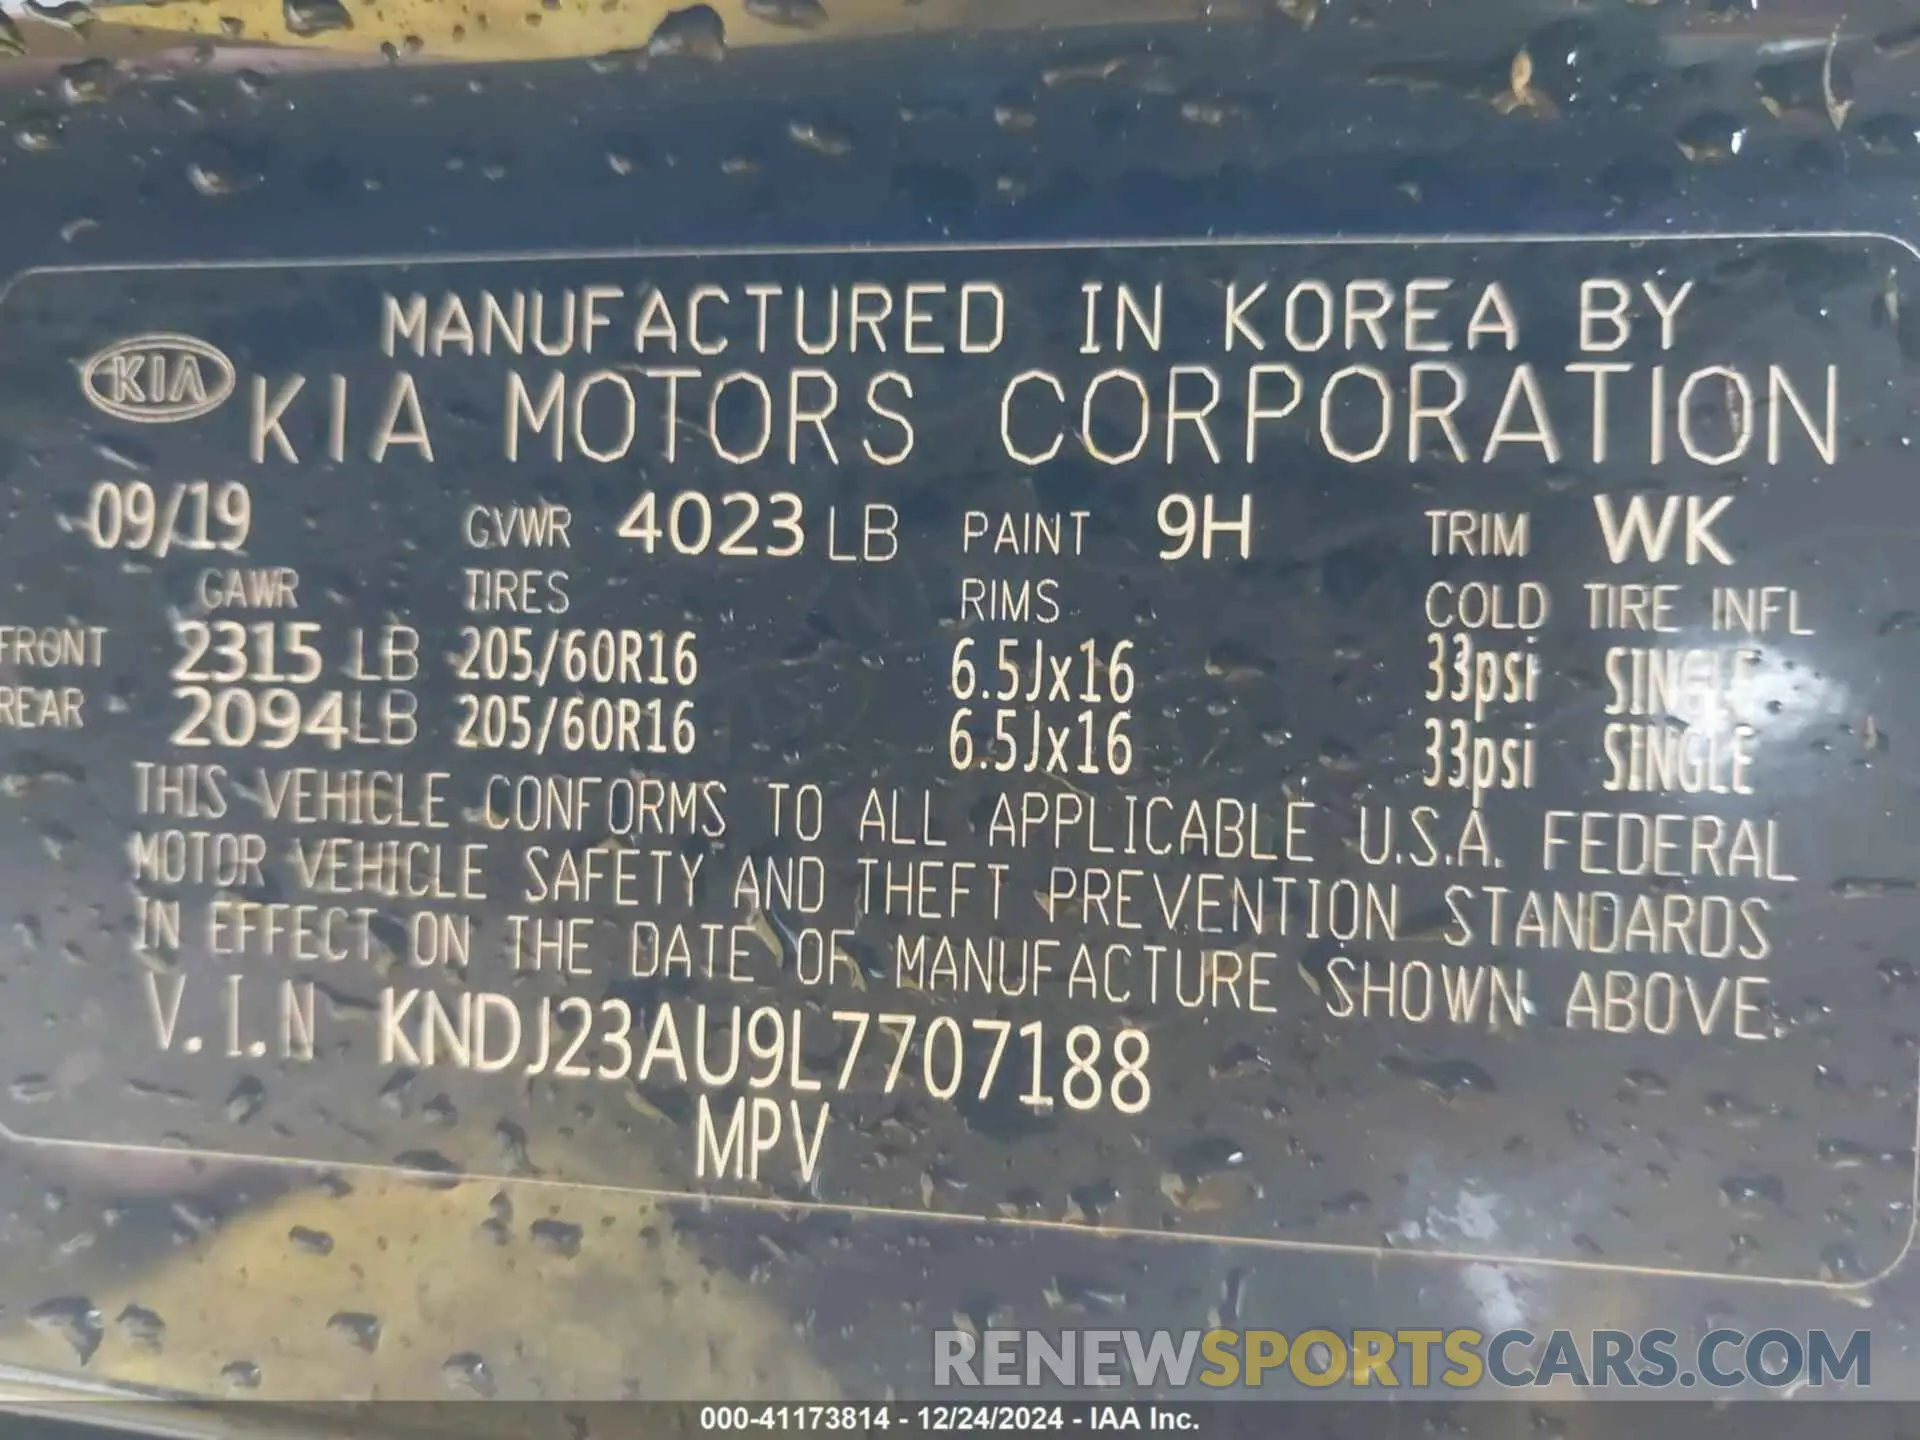 MANUFACTURED IN KOREA BY
KIA KIA MOTORS CORPORATION
09/19 GVWR 4023 LB PAINT 9H TRIM WK
GAWR TIRES RIMS COLD TIRE INFL
FRONT 2315 LB 205/60R16 6.5Jx16 33psi SINGLE
REAR 2094 LB 205/60R16 6.5Jx16 33psi SINGLE
THIS VEHICLE CONFORMS TO ALL APPLICABLE U.S.A. FEDERAL
MOTOR VEHICLE SAFETY AND THEFT PREVENTION STANDARDS
IN EFFECT ON THE DATE OF MANUFACTURE SHOWN ABOVE.
V.I.N KNDJ23AU9L7707188
MPV
RENEWSPORTSCARS.COM
000-41173814 - 12/24/2024 - IAA Inc.